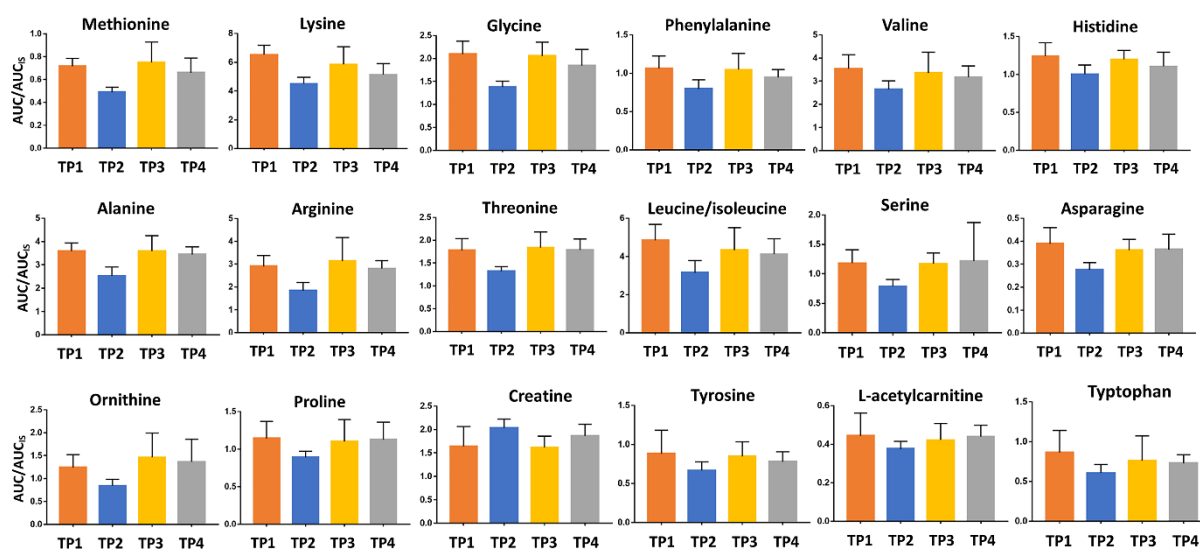 Methionine Lysine Glycine Phenylalanine Valine Histidine
AUC/AUCIS
1.0 0.8 0.6 0.4 0.2 0.0
8 6 4 2 0
2.5 2.0 1.5 1.0 0.5 0.0
1.5 1.0 0.5 0.0
5 4 3 2 1 0
1.5 1.0 0.5 0.0
TP1 TP2 TP3 TP4 TP1 TP2 TP3 TP4 TP1 TP2 TP3 TP4 TP1 TP2 TP3 TP4 TP1 TP2 TP3 TP4 TP1 TP2 TP3 TP4
Alanine Arginine Threonine Leucine/isoleucine Serine Asparagine
AUC/AUCIS
5 4 3 2 1 0
5 4 3 2 1 0
2.5 2.0 1.5 1.0 0.5 0.0
6 4 2 0
2.0 1.5 1.0 0.5 0.0
0.5 0.4 0.3 0.2 0.1 0.0
TP1 TP2 TP3 TP4 TP1 TP2 TP3 TP4 TP1 TP2 TP3 TP4 TP1 TP2 TP3 TP4 TP1 TP2 TP3 TP4 TP1 TP2 TP3 TP4
Ornithine Proline Creatine Tyrosine L-acetylcarnitine Typtophan
AUC/AUCIS
2.5 2.0 1.5 1.0 0.5 0.0
1.5 1.0 0.5 0.0
2.5 2.0 1.5 1.0 0.5 0.0
1.5 1.0 0.5 0.0
0.6 0.4 0.2 0.0
1.5 1.0 0.5 0.0
TP1 TP2 TP3 TP4 TP1 TP2 TP3 TP4 TP1 TP2 TP3 TP4 TP1 TP2 TP3 TP4 TP1 TP2 TP3 TP4 TP1 TP2 TP3 TP4